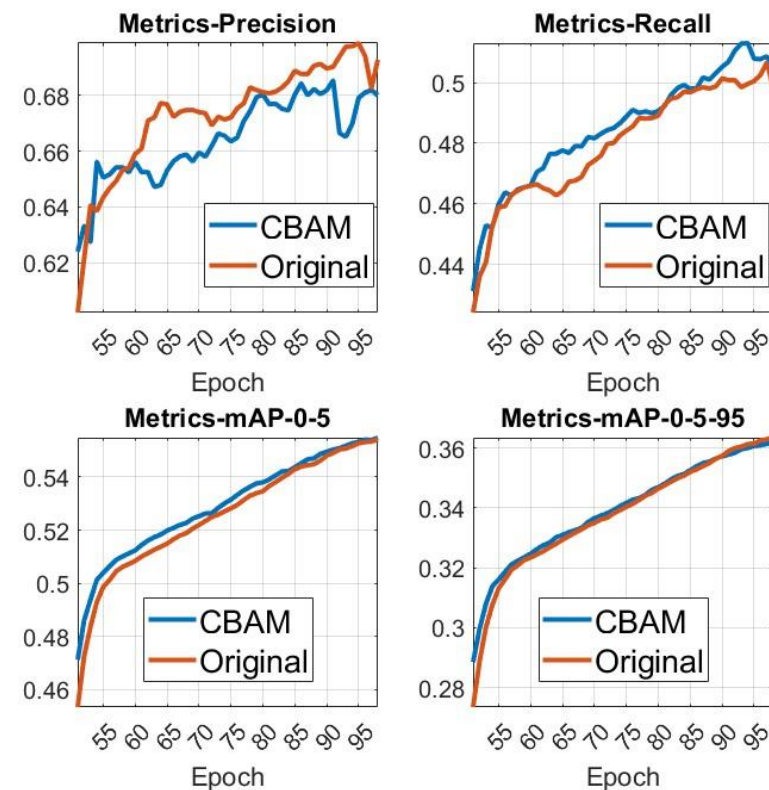 Metrics-Precision
0.68
0.66
0.64
0.62
CBAM
Original
55 60 65 70 75 80 85 90 95
Epoch
Metrics-Recall
0.5
0.48
0.46
0.44
CBAM
Original
55 60 65 70 75 80 85 90 95
Epoch
Metrics-mAP-0-5
0.54
0.52
0.5
0.48
0.46
CBAM
Original
55 60 65 70 75 80 85 90 95
Epoch
Metrics-mAP-0-5-95
0.36
0.34
0.32
0.3
0.28
CBAM
Original
55 60 65 70 75 80 85 90 95
Epoch